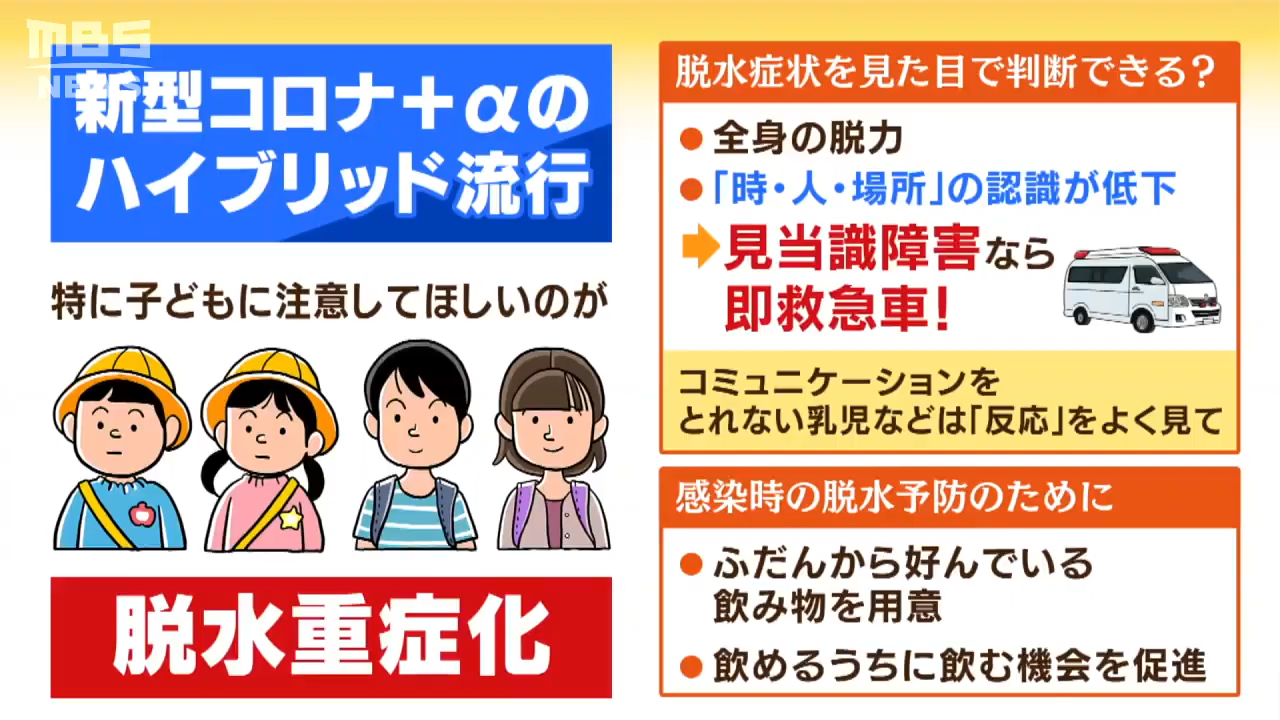 MBS
NEWS
新型コロナ+αの
ハイブリッド流行
特に子どもに注意してほしいのが
脱水重症化
脱水症状を見た目で判断できる?
● 全身の脱力
● 「時・人・場所」の認識が低下
➡見当識障害なら
即救急車!
コミュニケーションを
とれない乳児などは「反応」をよく見て
感染時の脱水予防のために
● ふだんから好んでいる
飲み物を用意
● 飲めるうちに飲む機会を促進